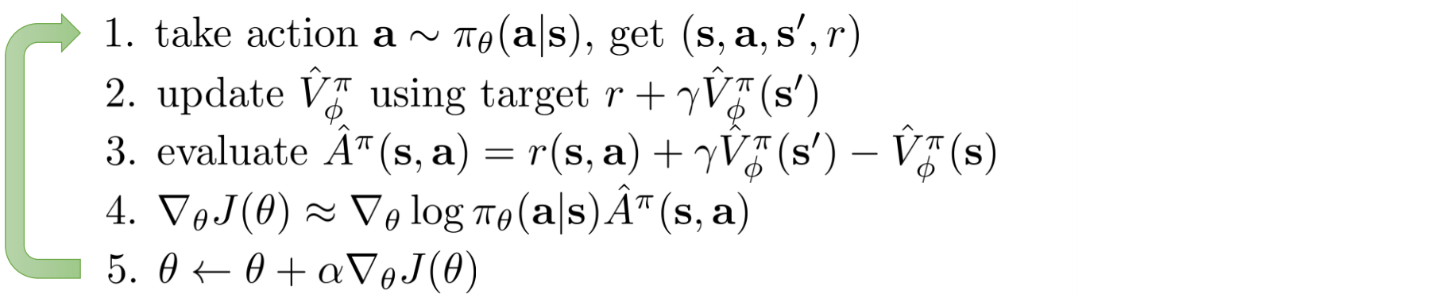 1. take action a ∼ π_θ(a|s), get (s, a, s′, r)
2. update V̂^π_ϕ using target r + γV̂^π_ϕ(s′)
3. evaluate Â^π(s, a) = r(s, a) + γV̂^π_ϕ(s′) − V̂^π_ϕ(s)
4. ∇_θJ(θ) ≈ ∇_θ log π_θ(a|s)Â^π(s, a)
5. θ ← θ + α∇_θJ(θ)